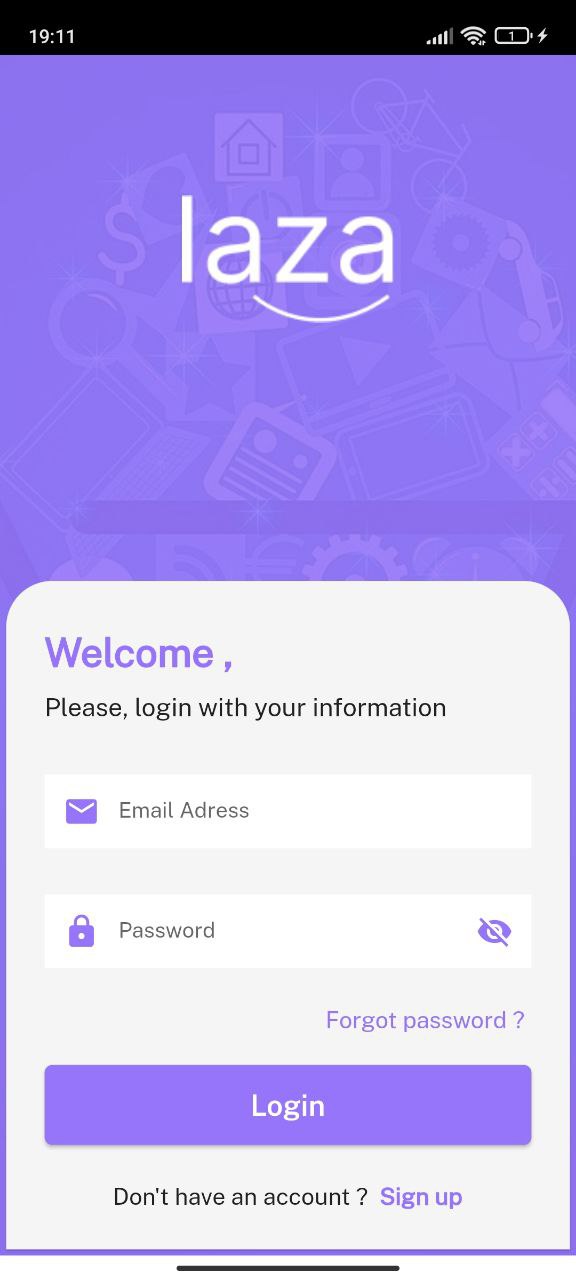 19:11
1
laza
Welcome ,
Please, login with your information
Email Adress
Password
Forgot password ?
Login
Don't have an account ? Sign up